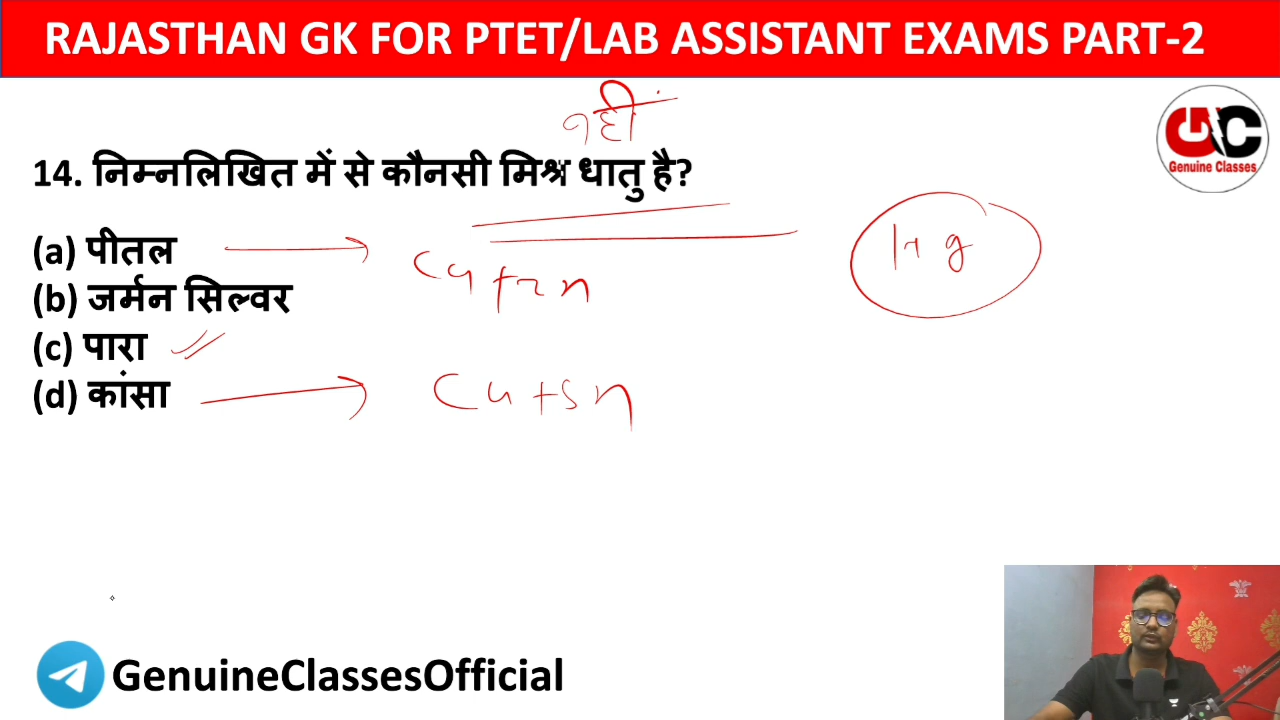 RAJASTHAN GK FOR PTET/LAB ASSISTANT EXAMS PART-2
GC
Genuine Classes
नहीं
14. निम्नलिखित में से कौनसी मिश्र धातु है?
(a) पीतल
Cu + Zn
Hg
(b) जर्मन सिल्वर
(c) पारा
(d) कांसा
Cu + Sn
GenuineClassesOfficial